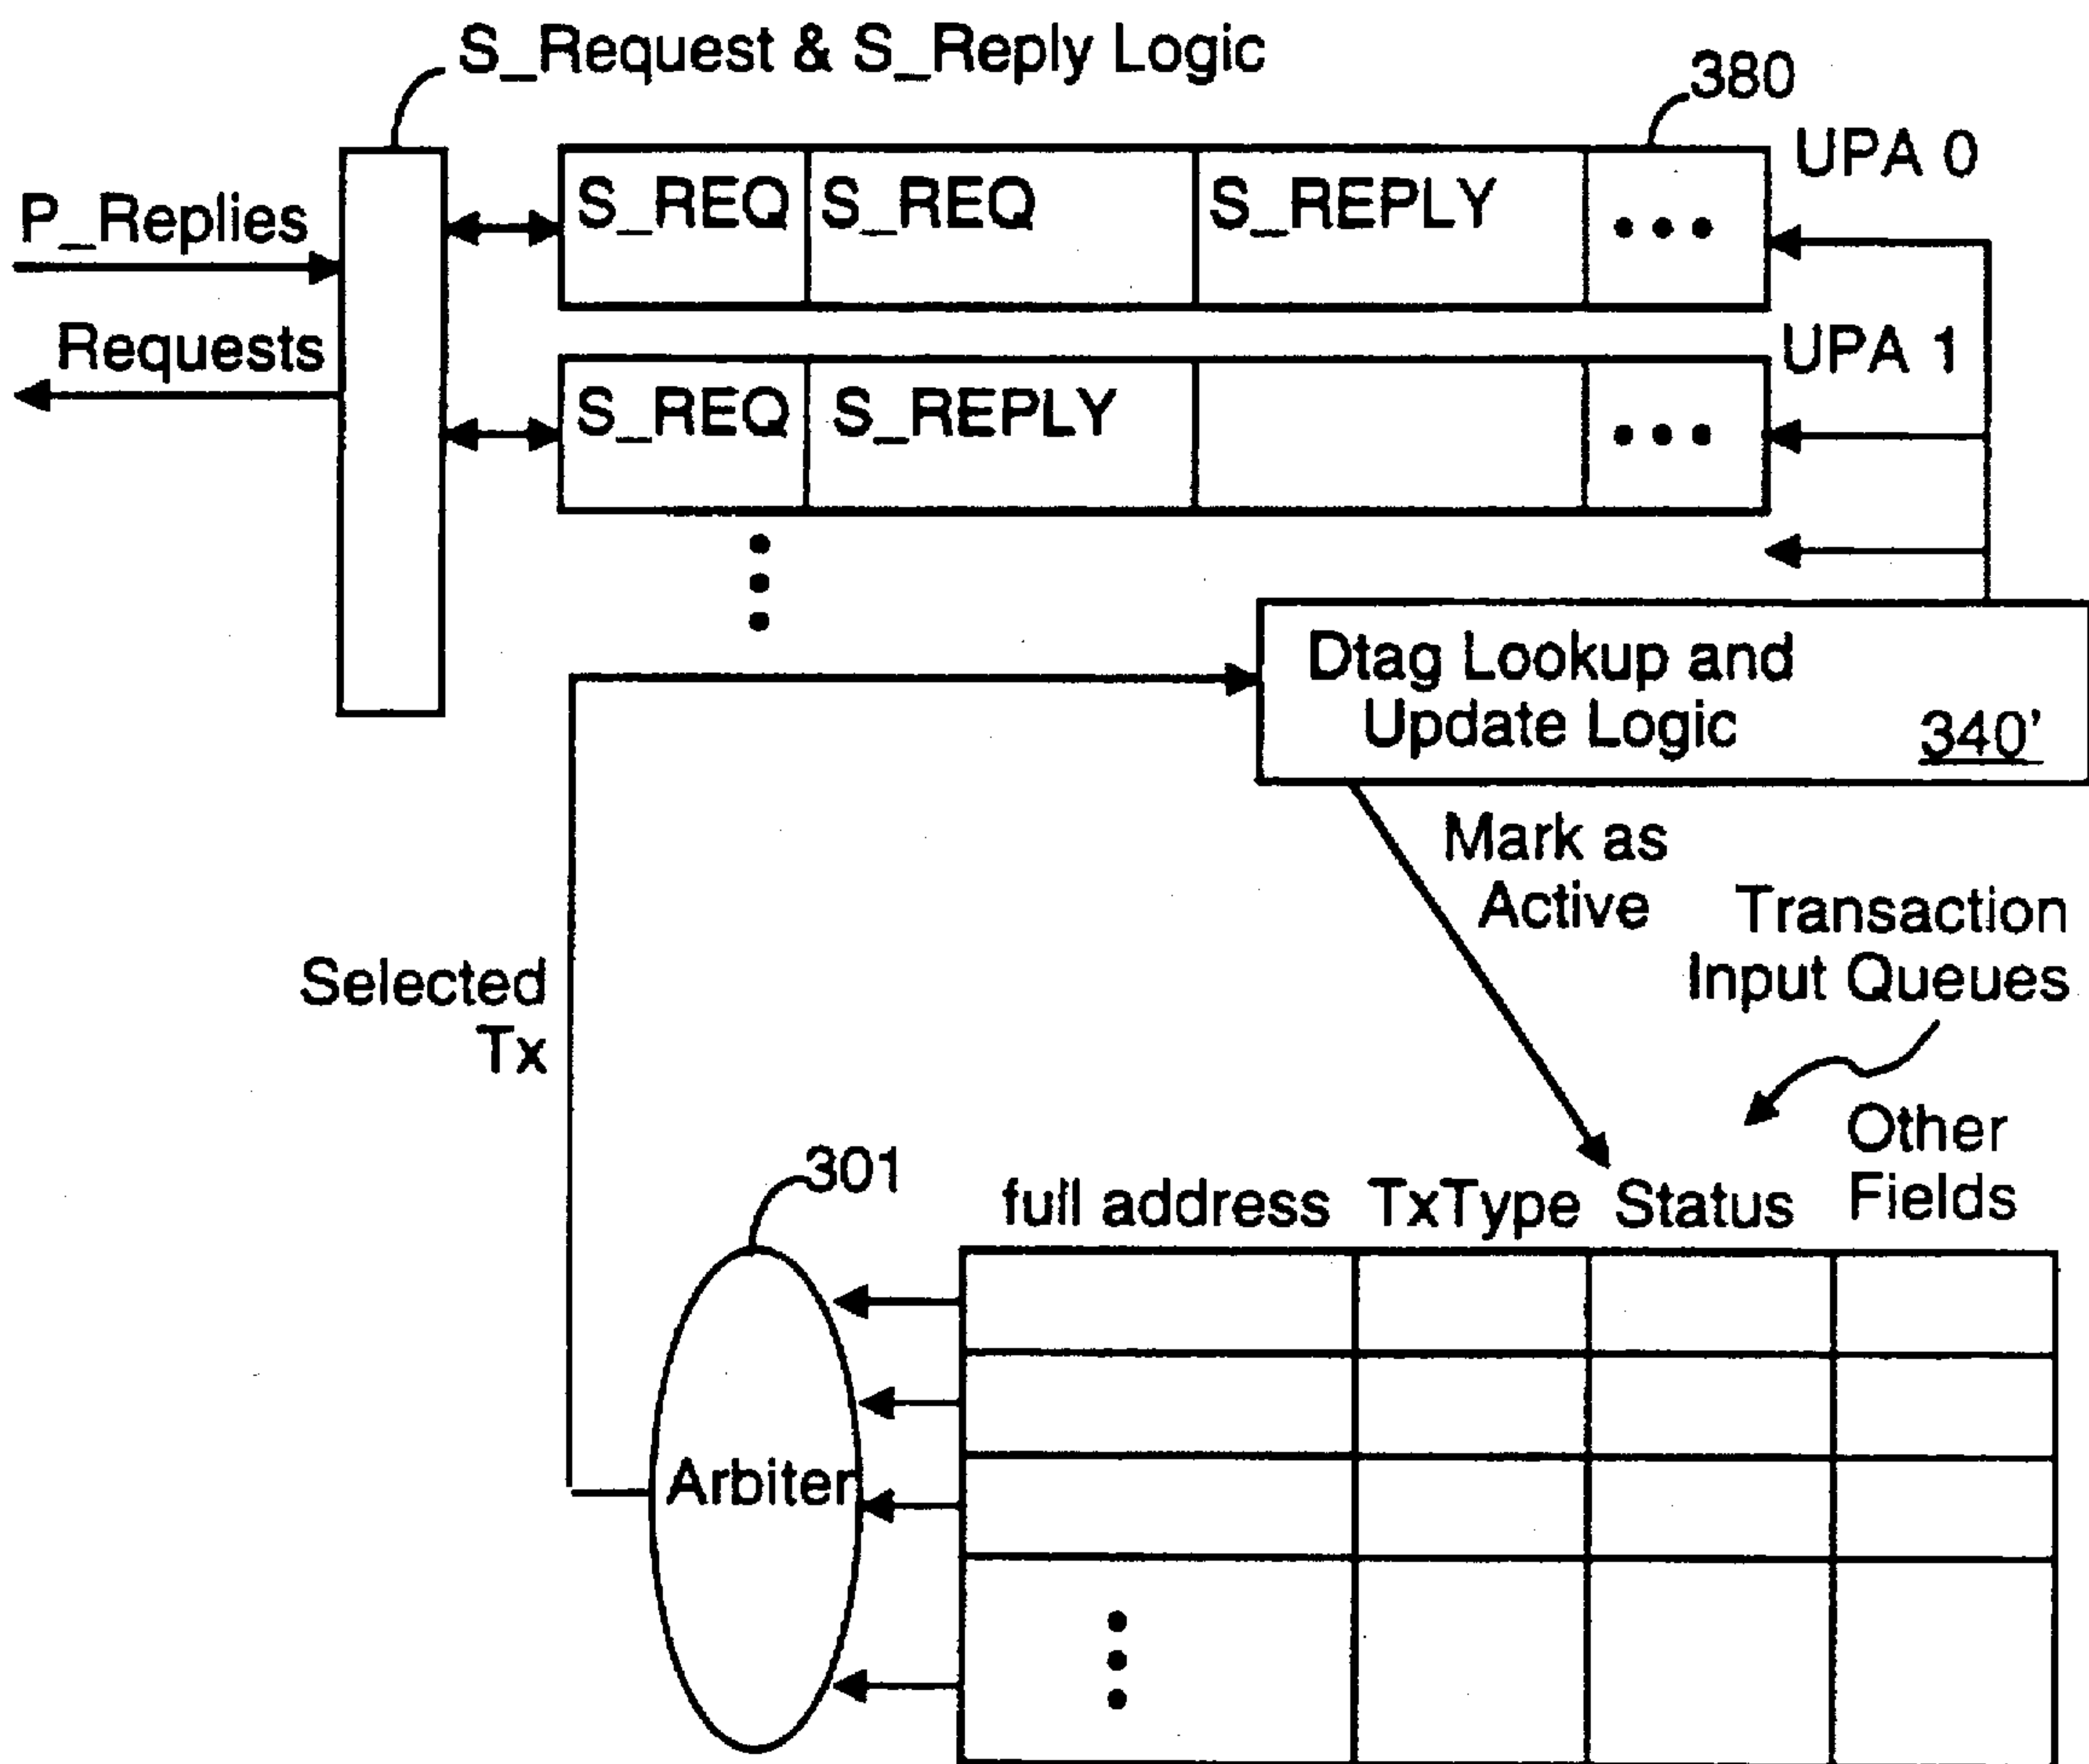 S_Request & S_Reply Logic
380
UPA 0
P_Replies
S_REQ S_REQ S_REPLY •••
Requests
UPA 1
S_REQ S_REPLY •••
Dtag Lookup and
Update Logic 340'
Mark as
Active
Transaction
Input Queues
Selected
Tx
Other
Fields
301
full address TxType Status
Arbiter